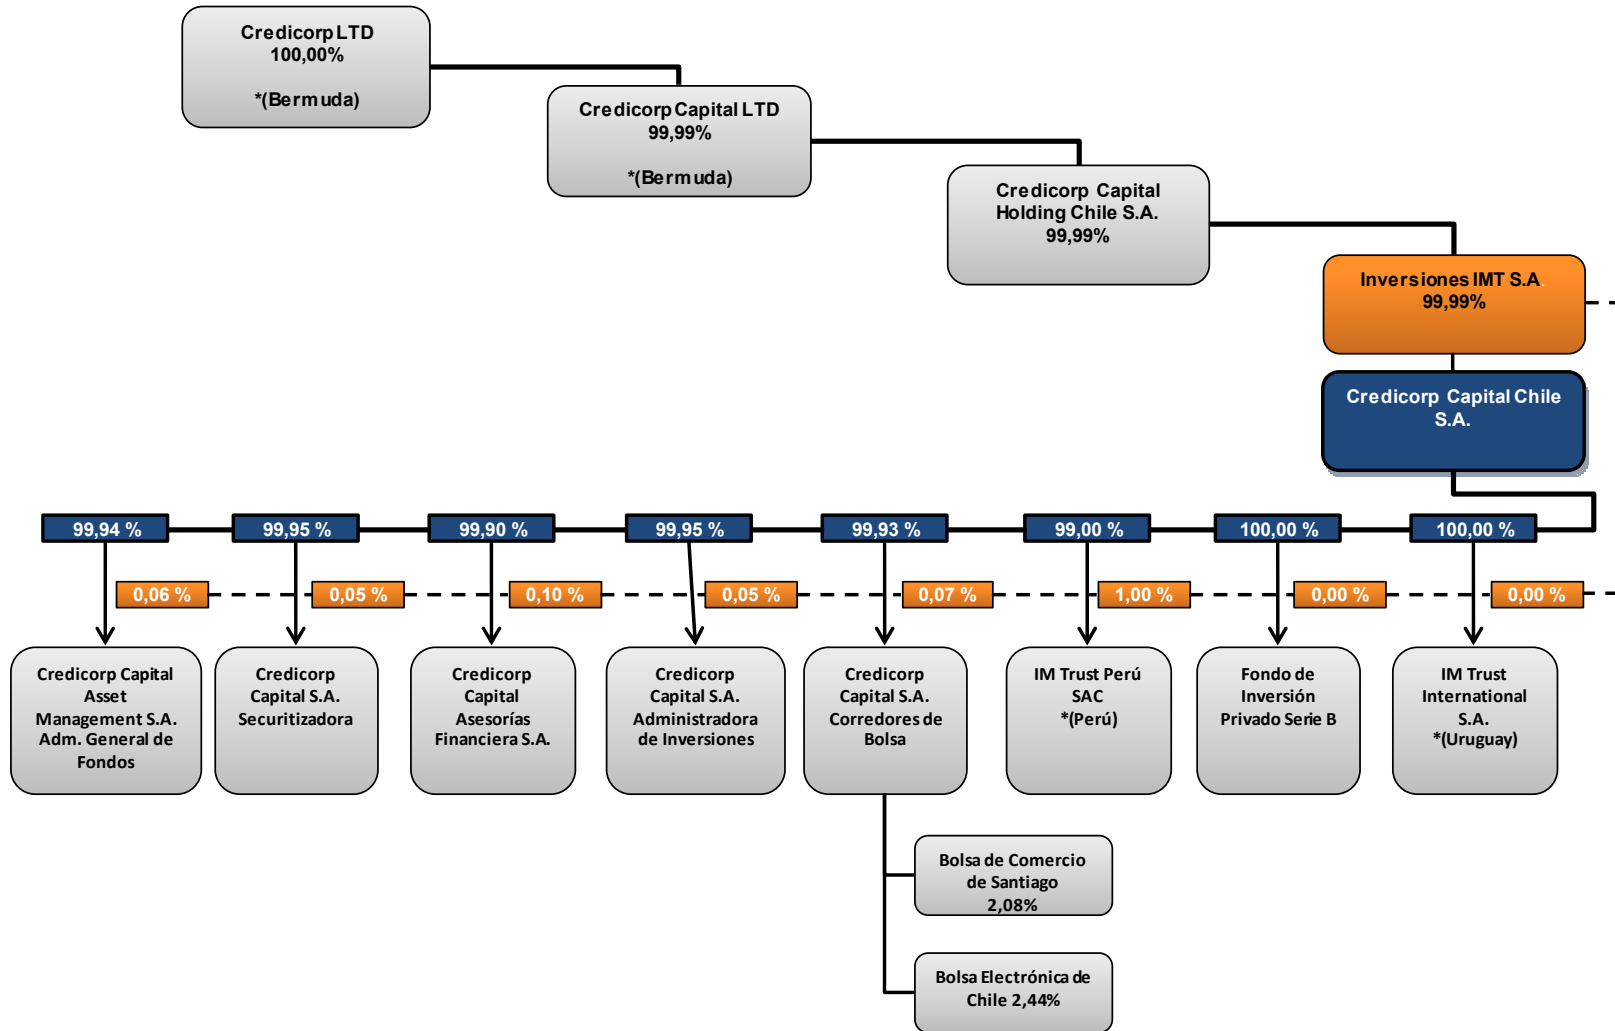 Credicorp LTD
100,00%
*(Bermuda)
Credicorp Capital LTD
99,99%
*(Bermuda)
Credicorp Capital
Holding Chile S.A.
99,99%
Inversiones IMT S.A.
99,99%
Credicorp Capital Chile
S.A.
99,94 %
99,95 %
99,90 %
99,95 %
99,93 %
99,00 %
100,00 %
100,00 %
0,06 %
0,05 %
0,10 %
0,05 %
0,07 %
1,00 %
0,00 %
0,00 %
Credicorp Capital
Asset
Management S.A.
Adm. General de
Fondos
Credicorp
Capital S.A.
Securitizadora
Credicorp
Capital
Asesorías
Financiera S.A.
Credicorp
Capital S.A.
Administradora
de Inversiones
Credicorp
Capital S.A.
Corredores de
Bolsa
IM Trust Perú
SAC
*(Perú)
Fondo de
Inversión
Privado Serie B
IM Trust
International
S.A.
*(Uruguay)
Bolsa de Comercio
de Santiago
2,08%
Bolsa Electrónica de
Chile 2,44%